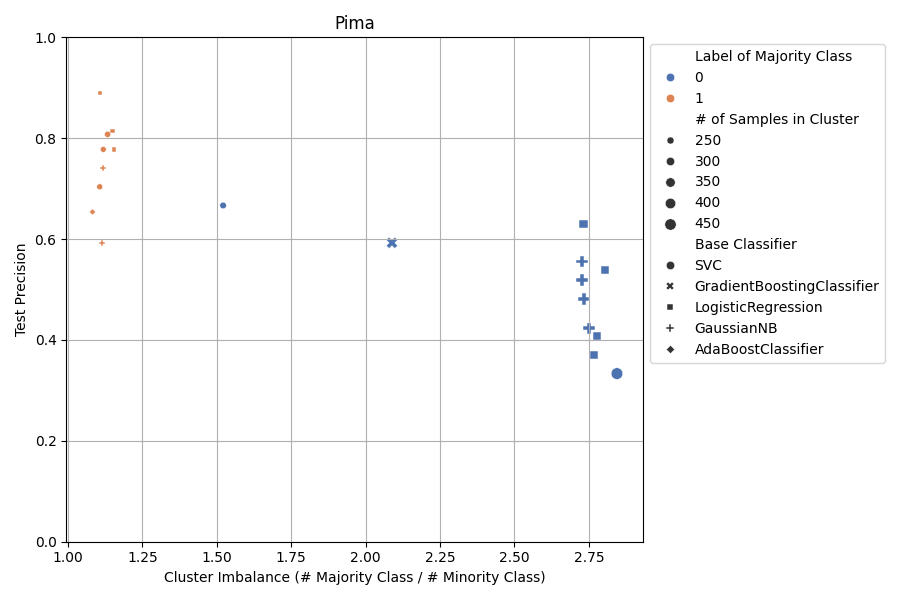 Pima
1.0
0.8
0.6
0.4
0.2
0.0
Test Precision
1.00
1.25
1.50
1.75
2.00
2.25
2.50
2.75
Cluster Imbalance (# Majority Class / # Minority Class)
Label of Majority Class
0
1
# of Samples in Cluster
250
300
350
400
450
Base Classifier
SVC
GradientBoostingClassifier
LogisticRegression
GaussianNB
AdaBoostClassifier